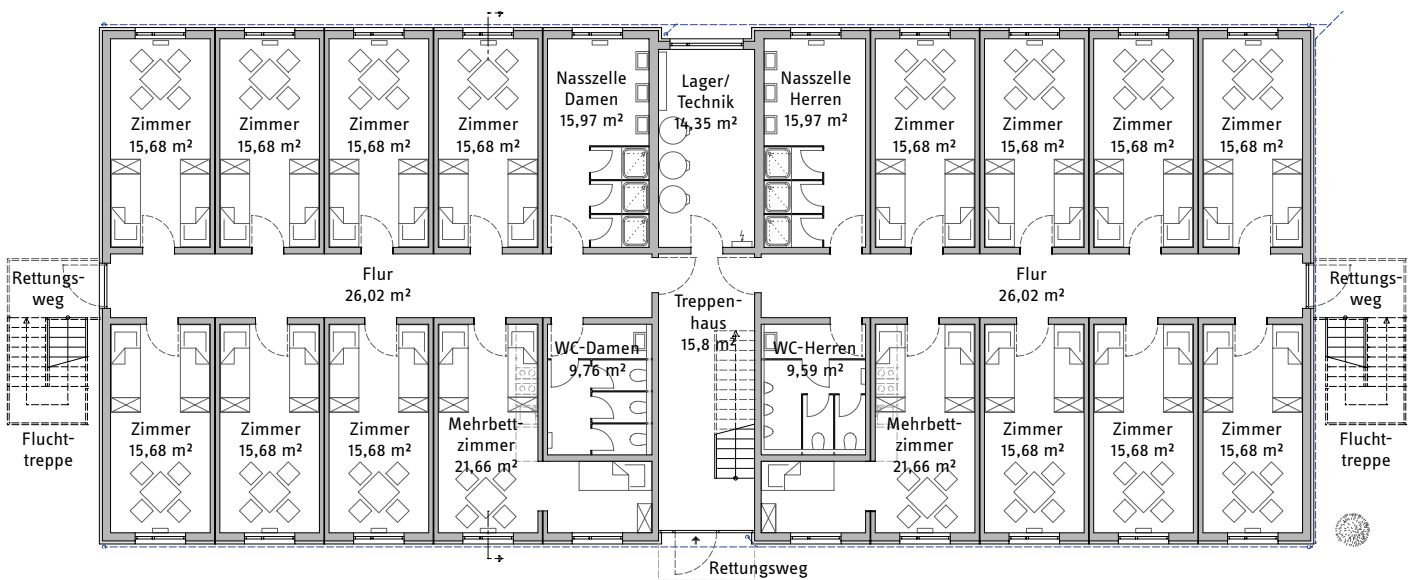 Zimmer
15,68 m²
Zimmer
15,68 m²
Zimmer
15,68 m²
Zimmer
15,68 m²
Nasszelle
Damen
15,97 m²
Lager/
Technik
14,35 m²
Nasszelle
Herren
15,97 m²
Zimmer
15,68 m²
Zimmer
15,68 m²
Zimmer
15,68 m²
Zimmer
15,68 m²
Rettungs-
weg
Flur
26,02 m²
Treppen-
haus
15,8 m²
Flur
26,02 m²
Rettungs-
weg
Flucht-
treppe
Zimmer
15,68 m²
Zimmer
15,68 m²
Zimmer
15,68 m²
Mehrbett-
zimmer
21,66 m²
WC-Damen
9,76 m²
WC-Herren
9,59 m²
Mehrbett-
zimmer
21,66 m²
Zimmer
15,68 m²
Zimmer
15,68 m²
Zimmer
15,68 m²
Flucht-
treppe
Rettungsweg